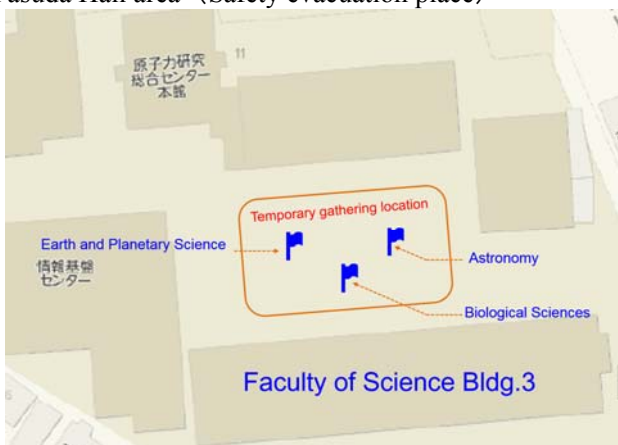 Yasuda Hall area (Safety evacuation place)
原子力研究
総合センター
本館
11
Temporary gathering location
Earth and Planetary Science
Astronomy
情報基盤
センター
Biological Sciences
Faculty of Science Bldg.3